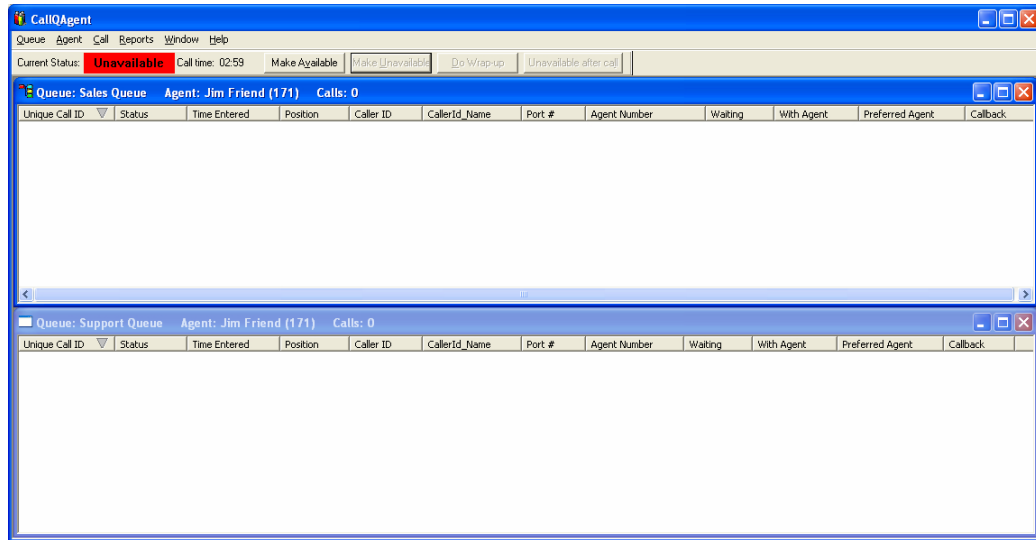 CallQAgent
Queue Agent Call Reports Window Help
Current Status: Unavailable Call time: 02:59 Make Available Make Unavailable Do Wrap-up Unavailable after call
Queue: Sales Queue Agent: Jim Friend (171) Calls: 0
Unique Call ID Status Time Entered Position Caller ID CallerId_Name Port # Agent Number Waiting With Agent Preferred Agent Callback
Queue: Support Queue Agent: Jim Friend (171) Calls: 0
Unique Call ID Status Time Entered Position Caller ID CallerId_Name Port # Agent Number Waiting With Agent Preferred Agent Callback